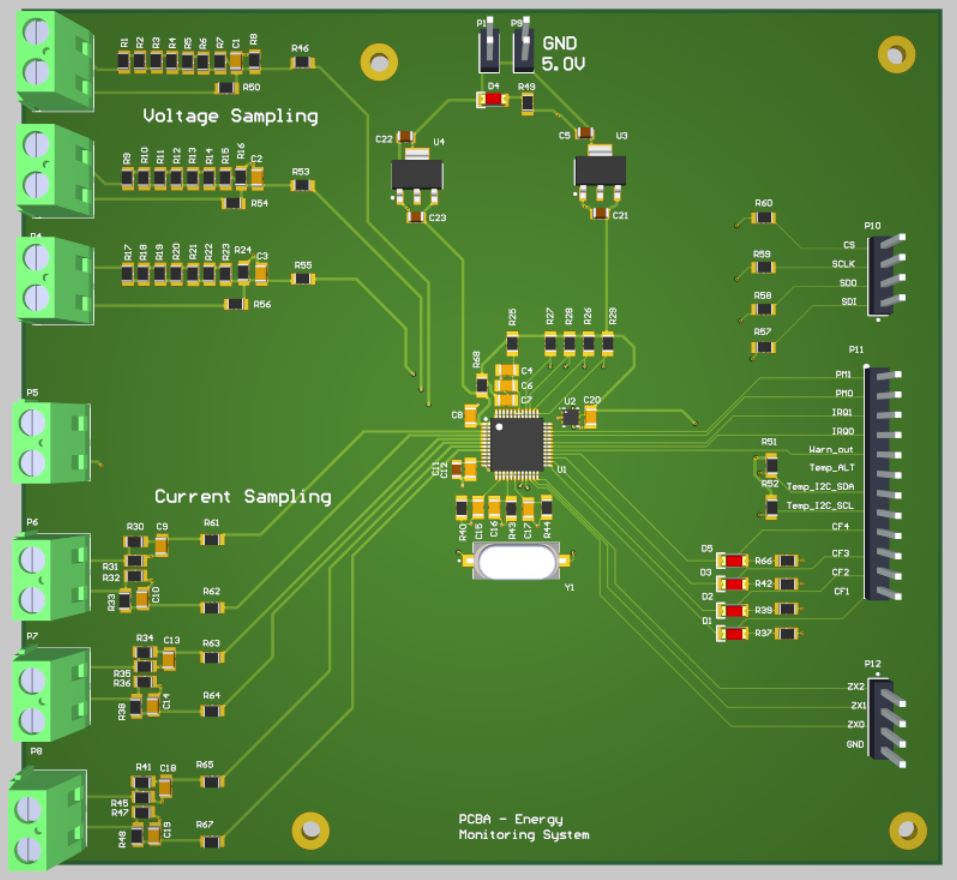 P1 P9
GND
5.0V
R1 R2 R3 R4 R5 R6 R7 C1 R8 R46
R50
D4 R49
Voltage Sampling
C22 U4 C5 U3
R9 R10 R11 R12 R13 R14 R15 R16 C2 R53
R54
C23 C21
R60 P10
CS
R59 SCLK
R58 SDO
SDI
R57
R17 R18 R19 R20 R21 R22 R23 R24 C3 R55
R56
R25 R27 R28 R26 R29
R68 C4
C6
C7
C8 U2 C20
P11
PM1
PM0
IRQ1
IRQ0
Warn_out
Temp_ALT
Temp_I2C_SDA
Temp_I2C_SCL
CF4
CF3
CF2
CF1
R51
R52
P5
C11 C12 U1
Current Sampling
R40 C15 C16 R43 C17 R44
Y1
P6
R30 C9 R61
R31
R32
R33 C10 R62
D5 R66
D3 R42
D2 R39
D1 R37
P7
R34 C13 R63
R35
R36
R38 C14 R64
P12
ZX2
ZX1
ZX0
GND
P8
R41 C18 R65
R45
R47
R48 C19 R67
PCBA - Energy
Monitoring System